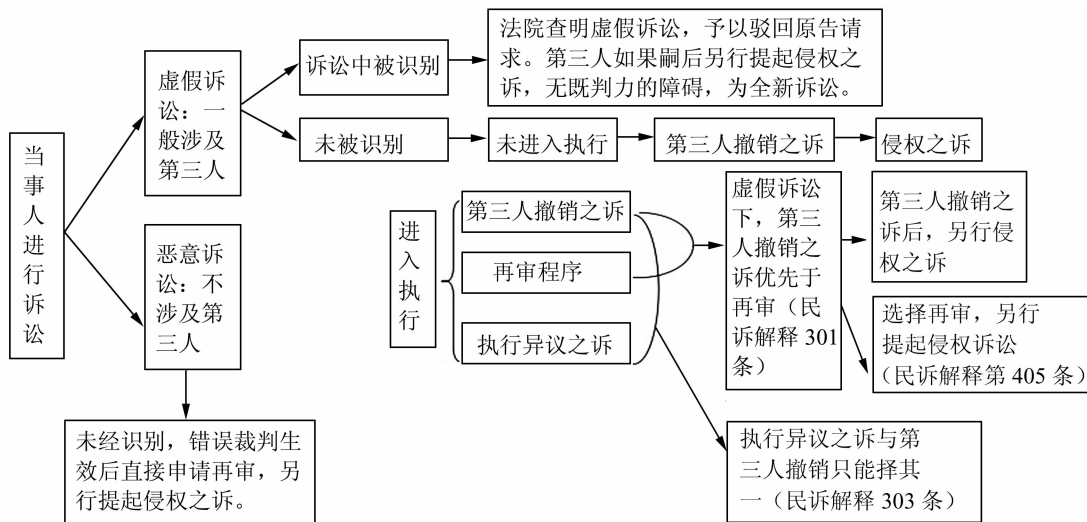 当
事
人
进
行
诉
讼
虚假诉
讼：一
般涉及
第三人
诉讼中被识别
法院查明虚假诉讼，予以驳回原告请
求。第三人如果嗣后另行提起侵权之
诉，无既判力的障碍，为全新诉讼。
未被识别
未进入执行
第三人撤销之诉
侵权之诉
进
入
执
行
第三人撤销之诉
再审程序
执行异议之诉
虚假诉讼
下，第三
人撤销之
诉优先于
再审（民
诉解释 301
条）
第三人撤销之
诉后，另行侵
权之诉
选择再审，另行
提起侵权诉讼
（民诉解释第 405 条）
执行异议之诉与第
三人撤销只能择其
一（民诉解释 303 条）
恶意诉
讼：不
涉及第
三人
未经识别，错误裁判生
效后直接申请再审，另
行提起侵权之诉。